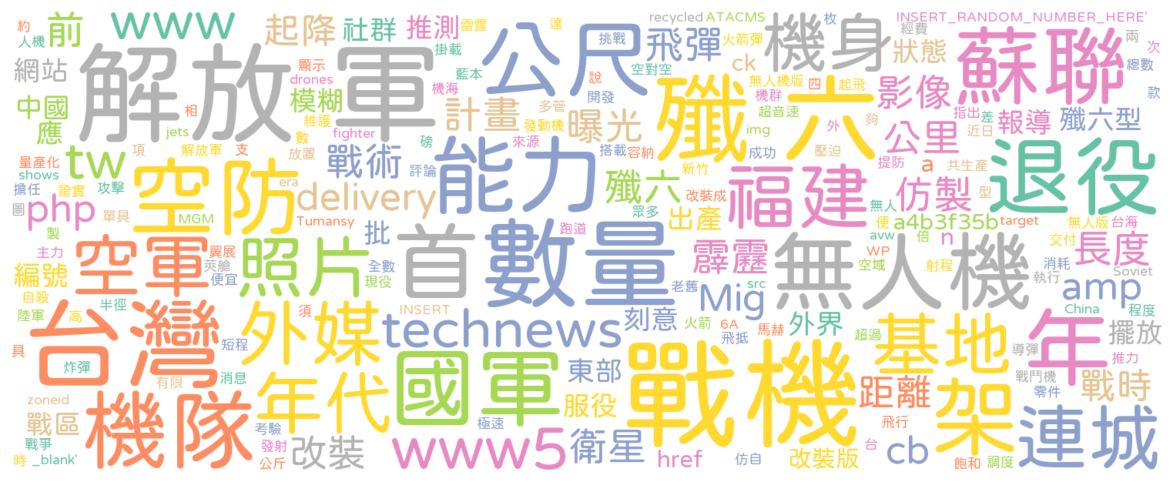 約 前 www 起降 社群 推測 雷霆 達 挑戰 recycled ATACMS 枚 INSERT_RANDOM_NUMBER_HERE' 經費 兩 次
人機 網站 解放軍 顯示 掛載 公尺 說 飛彈 火箭彈 機身 狀態 蘇聯 總數
中國 應 drones 模糊 維護 機海 藍本 空對空 開發 ck 無人機版 四 起飛 影像 指出 差 款
tw jets 相 數 fighter 計畫 多管 發動機 曝光 機群 超音速 殲六 外 夠 公里 近日 報導 殲六型
量產化 項 解放軍 支 放置 戰術 磅 來源 搭載 容納 img 成功 壓迫 提防 a 共生產
shows 擔任 攻擊 諭實 空防 era delivery 評論 能力 殲六 新竹 改裝成 福建 無人 仿製 型 退役
圖 php 單具 MGM Tumansy 眾多 出產 便 a4b3f35b target 無人版 台海
製 主力 翼展 照片 批 首 跑道 數量 霹靂 avw 倍 n WP 交付 長度
編號 空軍 莢艙 便宜 全數 現役 老舊 src 無人機 空域 射程 消耗 執行 Soviet
自殺 半徑 陸軍 高 須 INSERT Mig 火箭 6A 馬赫 amp China 程度
台灣 外媒 technews 刻意 飛抵 外界 超過 基地 年 擺放
具 炸彈 短程 國軍 東部 戰機 導彈 推力
有限 消息 年代 服役 距離 戰鬥機 零件 戰時
zoneid 戰區 機隊 考驗 極速 飛行 架 連城
戰爭 發射 www5 衛星 href 台
時 _blank' 公斤 改裝 仿自 改裝版 cb 飽和 調度